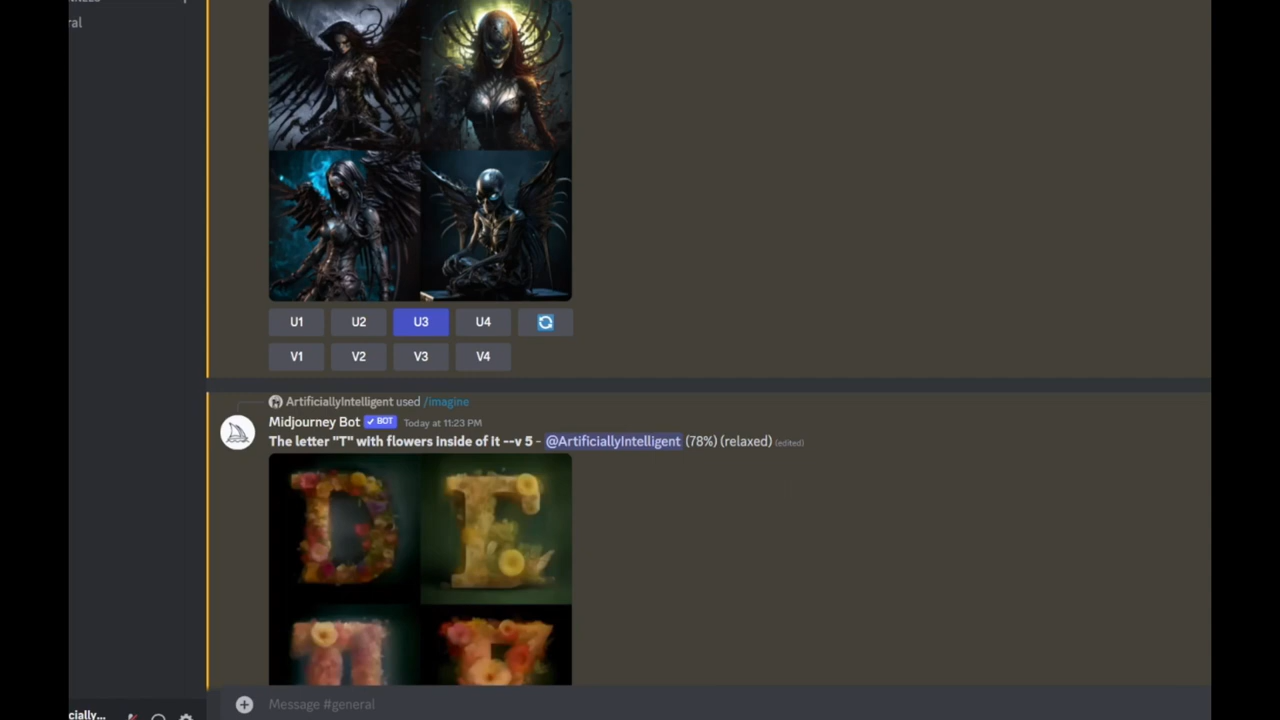 ral
U1 U2 U3 U4
V1 V2 V3 V4
ArtificiallyIntelligent used /imagine
Midjourney Bot BOT Today at 11:23 PM
The letter "T" with flowers inside of it --v 5 - @ArtificiallyIntelligent (78%) (relaxed) (edited)
D E
Message #general
cially...